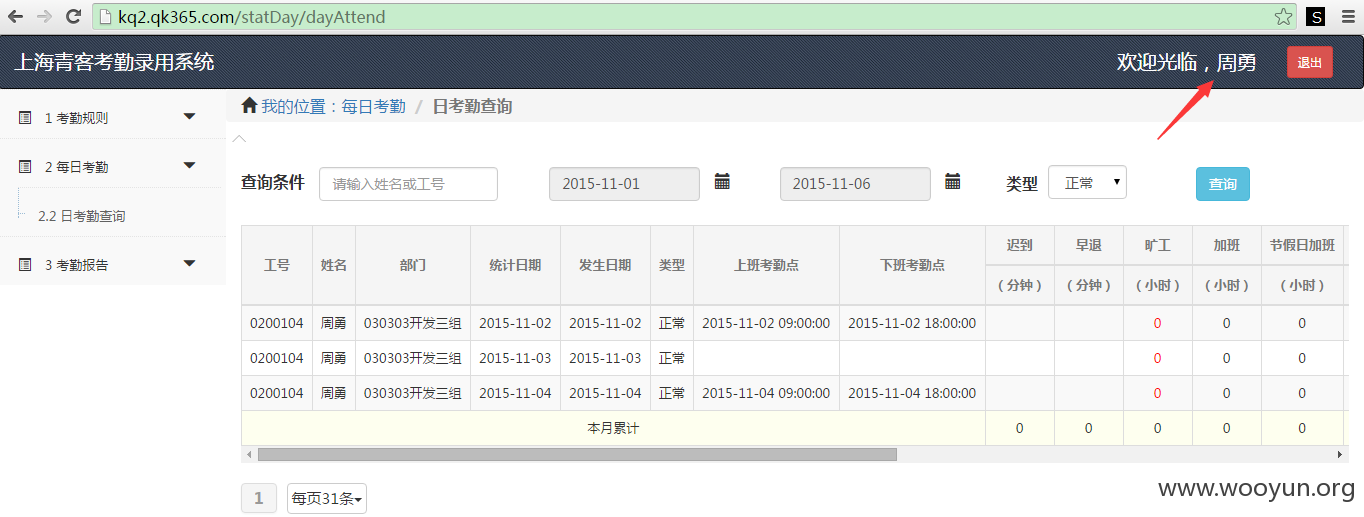 kq2.qk365.com/statDay/dayAttend
S
上海青客考勤录用系统
欢迎光临，周勇
退出
1 考勤规则
2 每日考勤
2.2 日考勤查询
3 考勤报告
我的位置：每日考勤 / 日考勤查询
查询条件 请输入姓名或工号 2015-11-01 2015-11-06 类型 正常 查询
工号 姓名 部门 统计日期 发生日期 类型 上班考勤点 下班考勤点 迟到 早退 旷工 加班 节假日加班
（分钟） （分钟） （小时） （小时） （小时）
0200104 周勇 030303开发三组 2015-11-02 2015-11-02 正常 2015-11-02 09:00:00 2015-11-02 18:00:00 0 0 0
0200104 周勇 030303开发三组 2015-11-03 2015-11-03 正常 0 0 0
0200104 周勇 030303开发三组 2015-11-04 2015-11-04 正常 2015-11-04 09:00:00 2015-11-04 18:00:00 0 0 0
本月累计 0 0 0 0 0
1 每页31条
www.wooyun.org